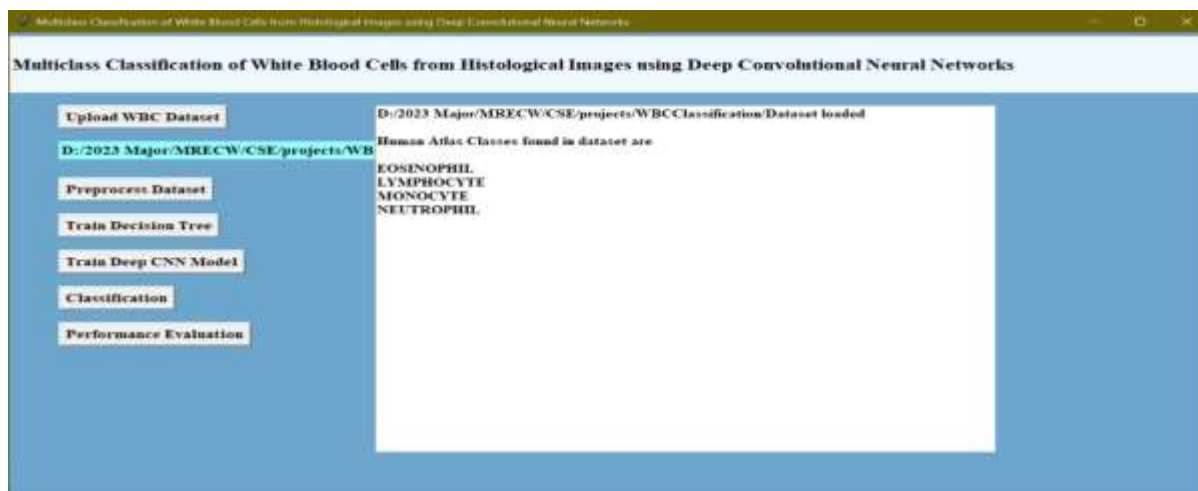 Multiclass Classification of White Blood Cells from Histological Images using Deep Convolutional Neural Networks
Multiclass Classification of White Blood Cells from Histological Images using Deep Convolutional Neural Networks
Upload WBC Dataset
D:/2023 Major/MRECW/CSE/projects/WB
Preprocess Dataset
Train Decision Tree
Train Deep CNN Model
Classification
Performance Evaluation
D:/2023 Major/MRECW/CSE/projects/WBCClassification/Dataset loaded
Human Atlas Classes found in dataset are
EOSINOPHIL
LYMPHOCYTE
MONOCYTE
NEUTROPHIL